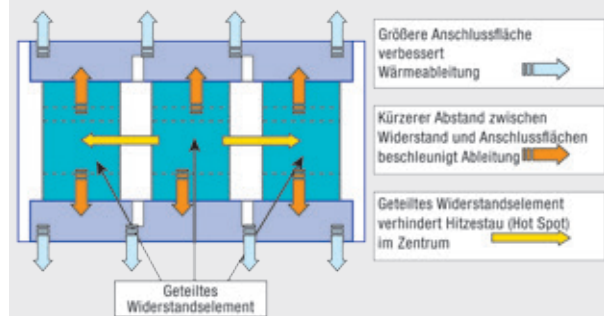 Größere Anschlussfläche
verbessert
Wärmeableitung
Kürzerer Abstand zwischen
Widerstand und Anschlussflächen
beschleunigt Ableitung
Geteiltes Widerstandselement
verhindert Hitzestau (Hot Spot)
im Zentrum
Geteiltes
Widerstandselement